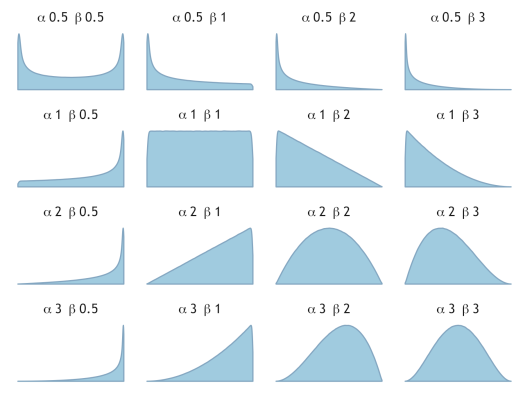 α 0.5 β 0.5 α 0.5 β 1 α 0.5 β 2 α 0.5 β 3
α 1 β 0.5 α 1 β 1 α 1 β 2 α 1 β 3
α 2 β 0.5 α 2 β 1 α 2 β 2 α 2 β 3
α 3 β 0.5 α 3 β 1 α 3 β 2 α 3 β 3